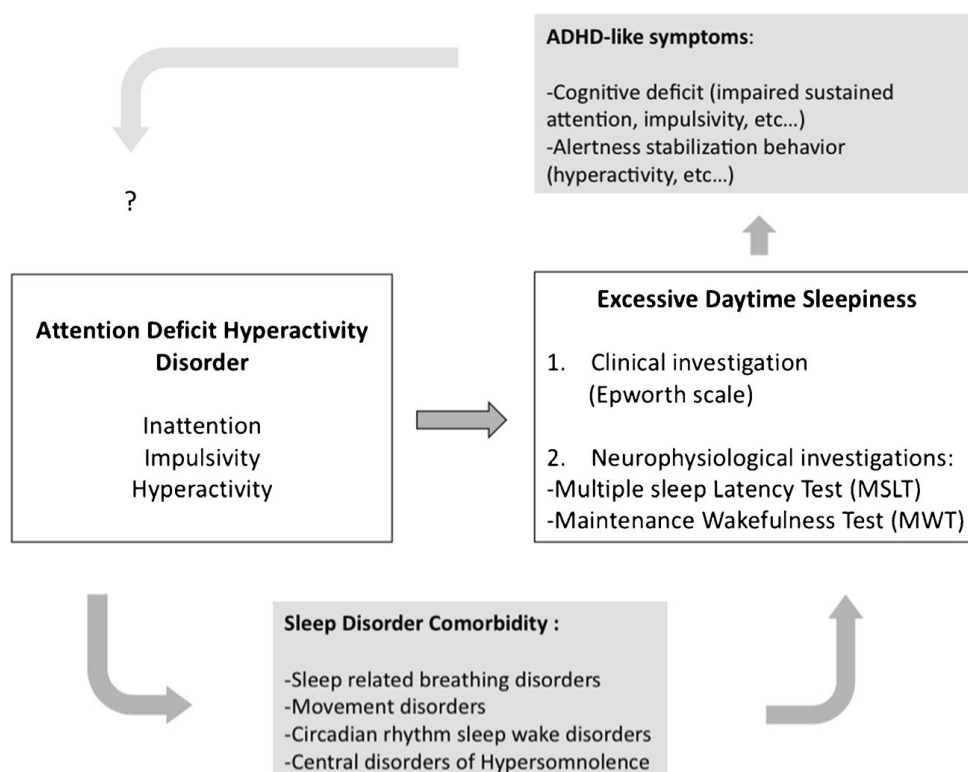 ADHD-like symptoms:
-Cognitive deficit (impaired sustained
attention, impulsivity, etc...)
-Alertness stabilization behavior
(hyperactivity, etc...)
?
Attention Deficit Hyperactivity
Disorder
Inattention
Impulsivity
Hyperactivity
Excessive Daytime Sleepiness
1. Clinical investigation
(Epworth scale)
2. Neurophysiological investigations:
-Multiple sleep Latency Test (MSLT)
-Maintenance Wakefulness Test (MWT)
Sleep Disorder Comorbidity :
-Sleep related breathing disorders
-Movement disorders
-Circadian rhythm sleep wake disorders
-Central disorders of Hypersomnolence